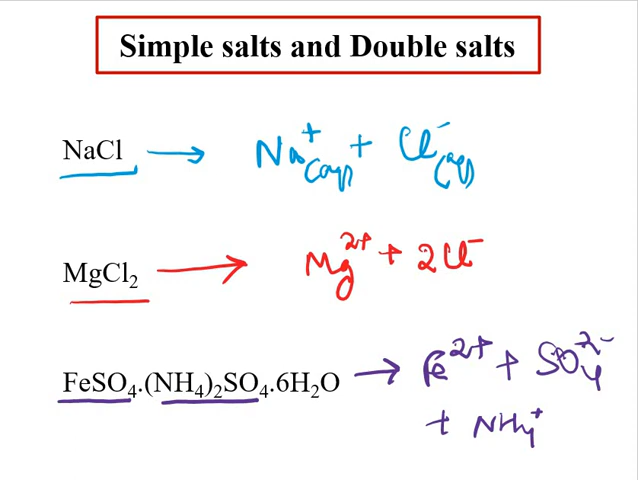 Simple salts and Double salts
NaCl → Na⁺(aq) + Cl⁻(aq)
MgCl₂ → Mg²⁺ + 2Cl⁻
FeSO₄.(NH₄)₂SO₄.6H₂O → Fe²⁺ + SO₄²⁻
+ NH₄⁺